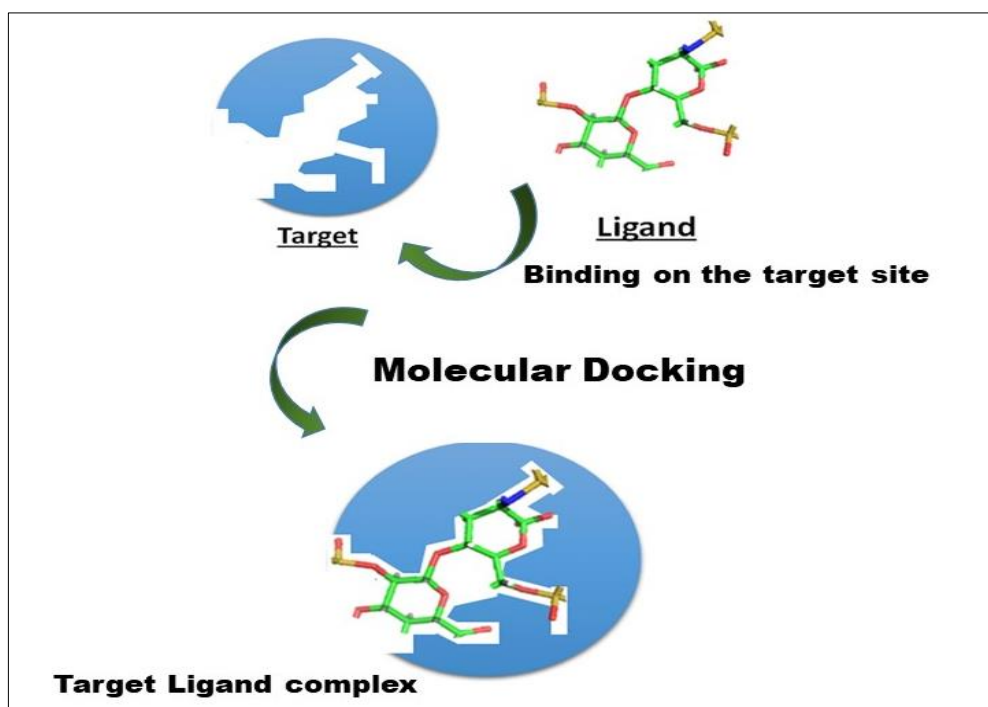 Target
Ligand
Binding on the target site
Molecular Docking
Target Ligand complex